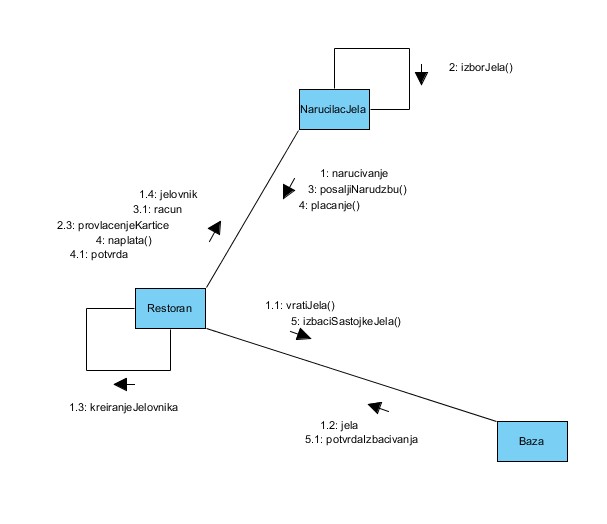 2: izborJela()
NarucilacJela
1: narucivanje
3: posaljiNarudzbu()
4: placanje()
1.4: jelovnik
3.1: racun
2.3: provlacenjeKartice
4: naplata()
4.1: potvrda
Restoran
1.1: vratiJela()
5: izbaciSastojkeJela()
1.3: kreiranjeJelovnika
1.2: jela
5.1: potvrdaIzbacivanja
Baza